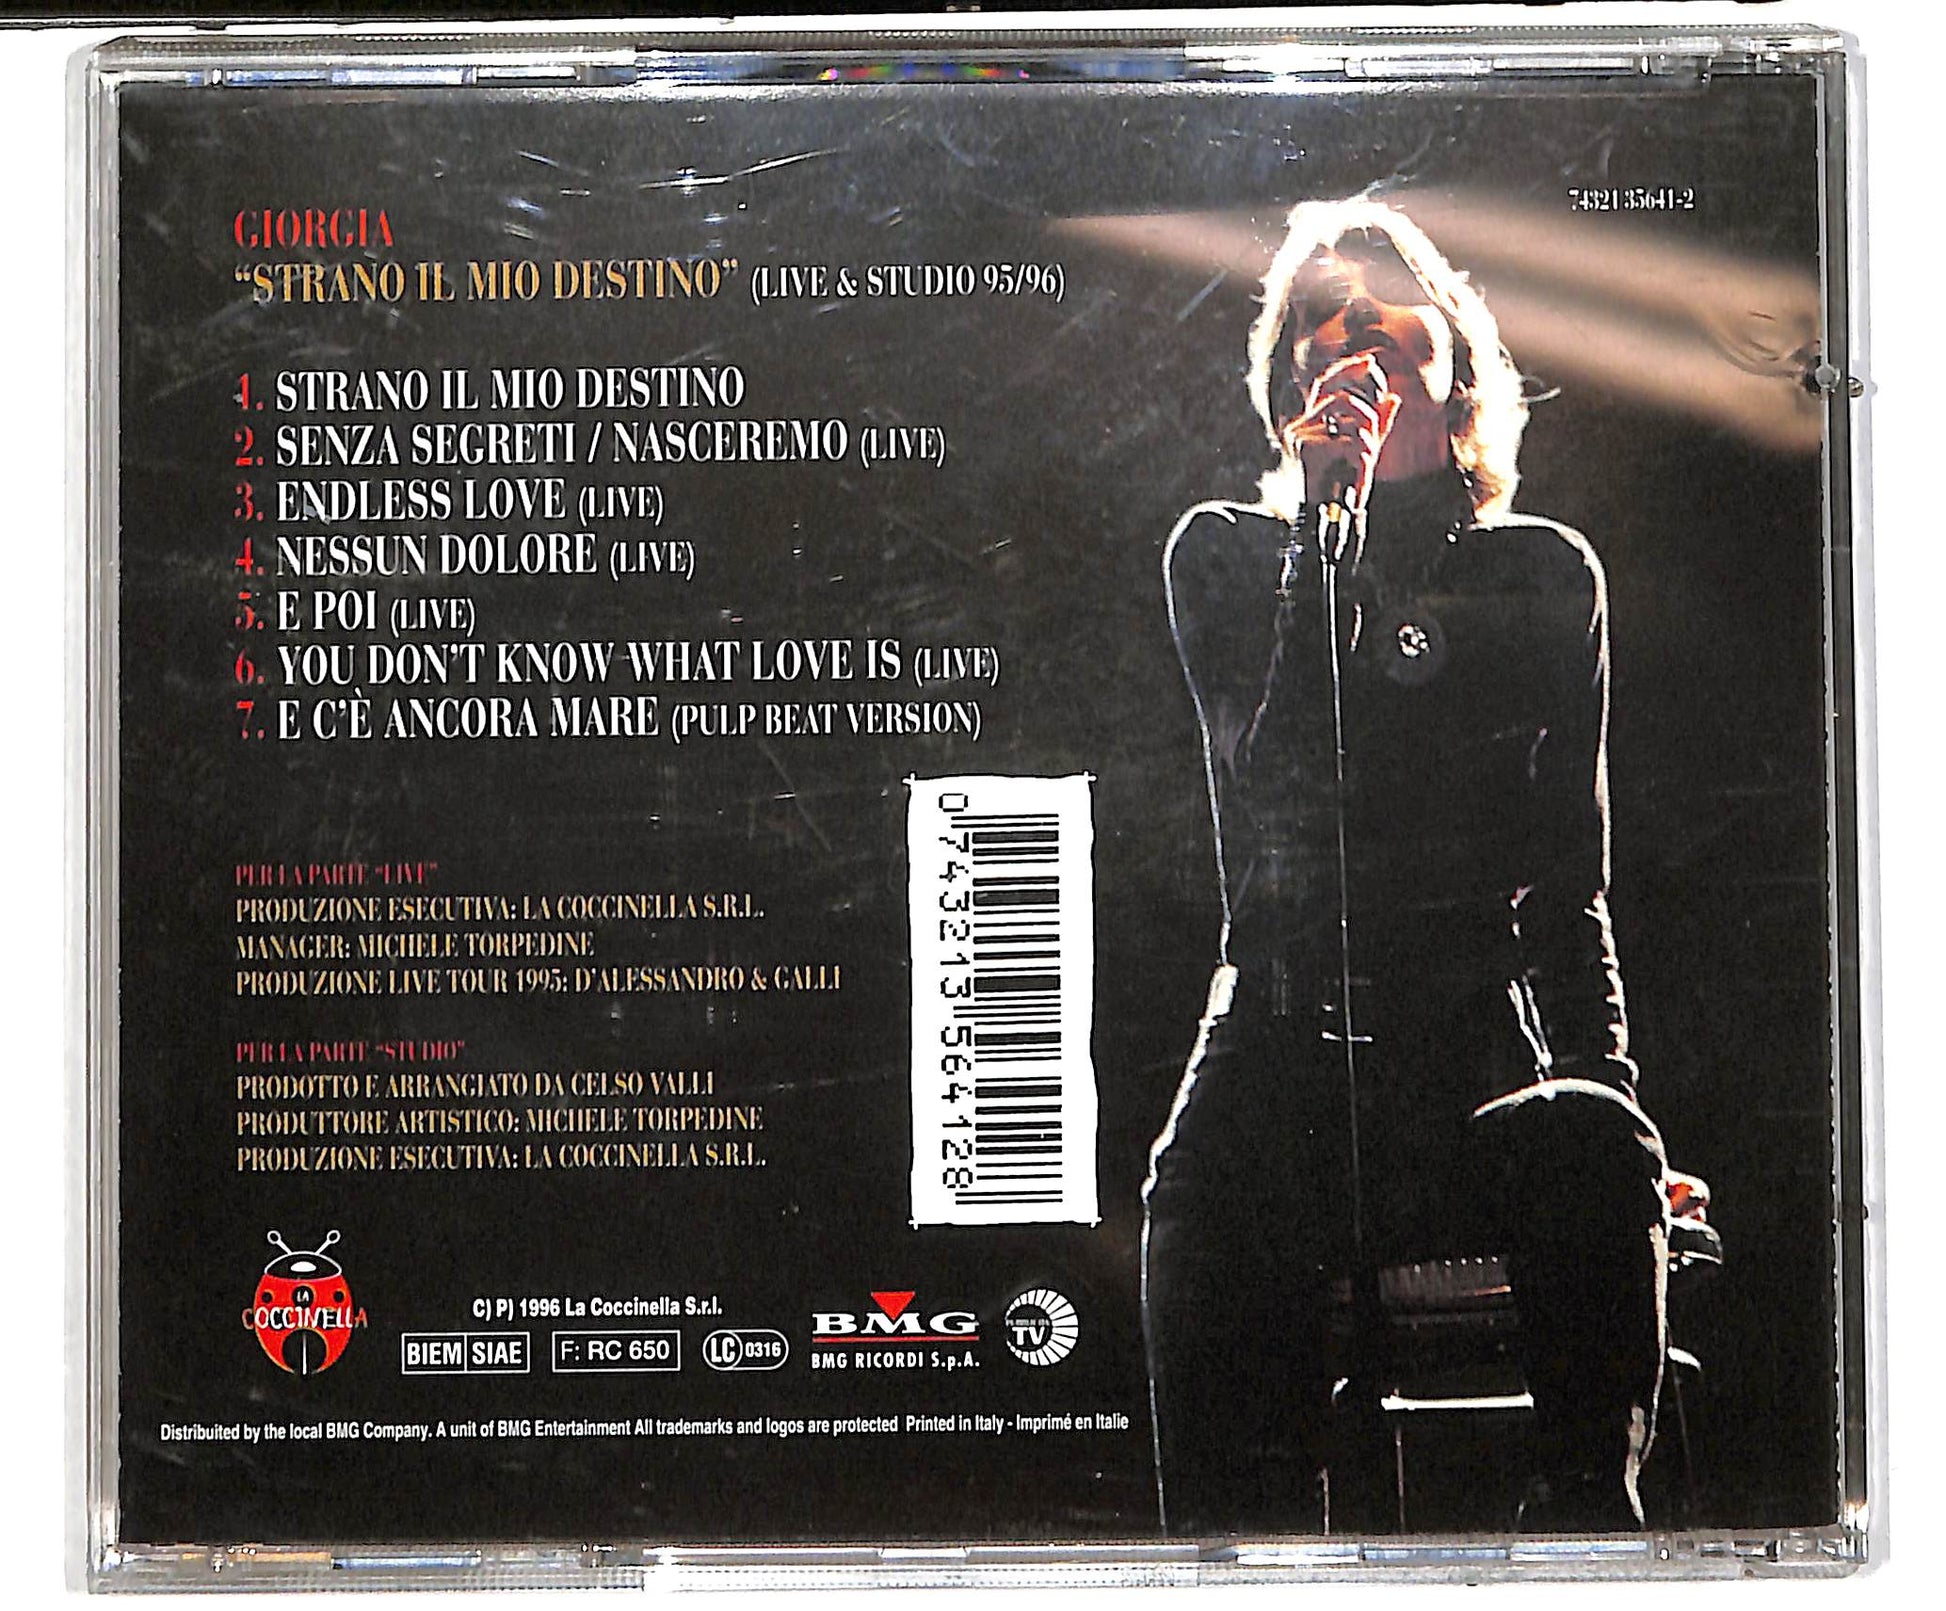 74321 35641-2
GIORGIA
“STRANO IL MIO DESTINO” (LIVE & STUDIO 95/96)
1. STRANO IL MIO DESTINO
2. SENZA SEGRETI / NASCEREMO (LIVE)
3. ENDLESS LOVE (LIVE)
4. NESSUN DOLORE (LIVE)
5. E POI (LIVE)
6. YOU DON'T KNOW WHAT LOVE IS (LIVE)
7. E C'È ANCORA MARE (PULP BEAT VERSION)
0 74321 35641 28
PER LA PARTE “LIVE”
PRODUZIONE ESECUTIVA: LA COCCINELLA S.R.L.
MANAGER: MICHELE TORPEDINE
PRODUZIONE LIVE TOUR 1995: D'ALESSANDRO & GALLI
PER LA PARTE “STUDIO”
PRODOTTO E ARRANGIATO DA CELSO VALLI
PRODUTTORE ARTISTICO: MICHELE TORPEDINE
PRODUZIONE ESECUTIVA: LA COCCINELLA S.R.L.
LA
COCCINELLA
C) P) 1996 La Coccinella S.r.l.
BIEM SIAE F: RC 650 LC 0316
BMG
BMG RICORDI S.p.A.
TV
Distribuited by the local BMG Company. A unit of BMG Entertainment All trademarks and logos are protected Printed in Italy - Imprimé en Italie